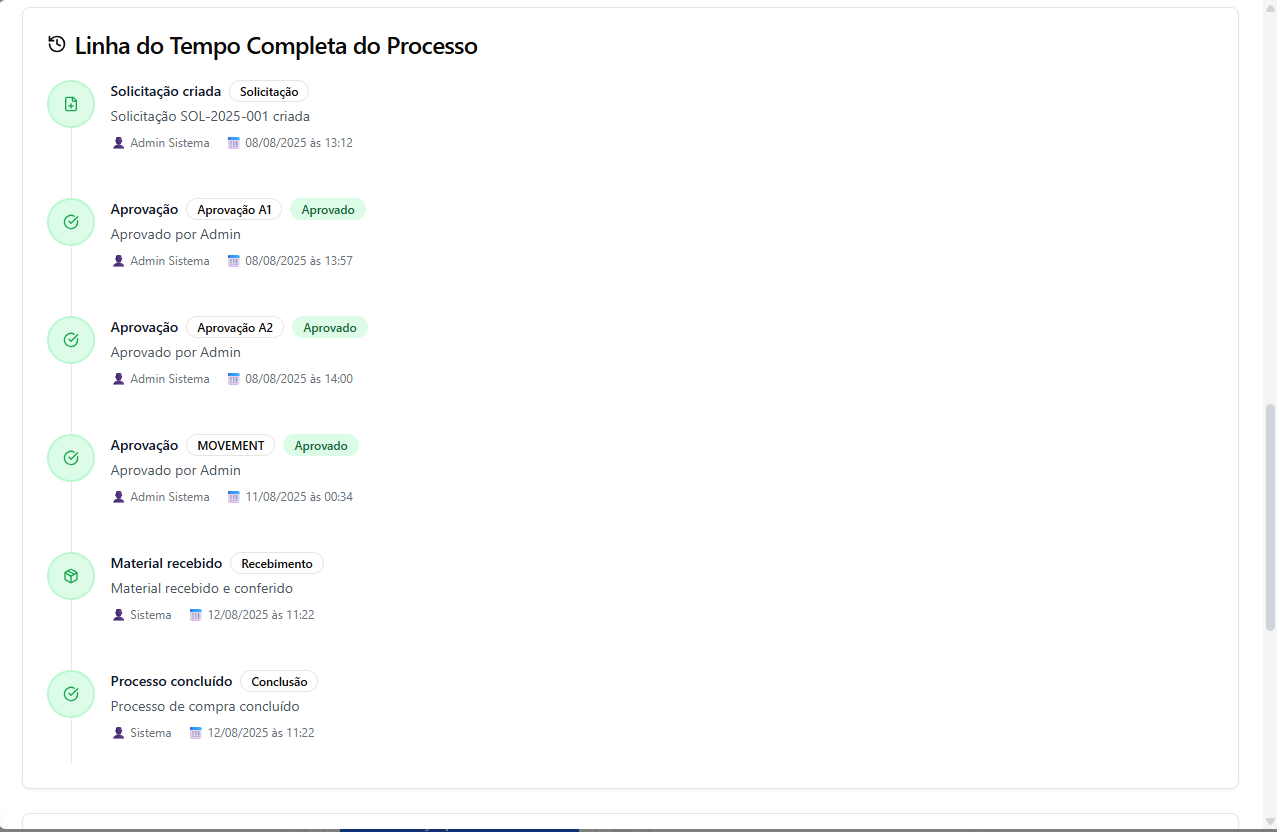 Linha do Tempo Completa do Processo
Solicitação criada Solicitação
Solicitação SOL-2025-001 criada
Admin Sistema 08/08/2025 às 13:12
Aprovação Aprovação A1 Aprovado
Aprovado por Admin
Admin Sistema 08/08/2025 às 13:57
Aprovação Aprovação A2 Aprovado
Aprovado por Admin
Admin Sistema 08/08/2025 às 14:00
Aprovação MOVEMENT Aprovado
Aprovado por Admin
Admin Sistema 11/08/2025 às 00:34
Material recebido Recebimento
Material recebido e conferido
Sistema 12/08/2025 às 11:22
Processo concluído Conclusão
Processo de compra concluído
Sistema 12/08/2025 às 11:22